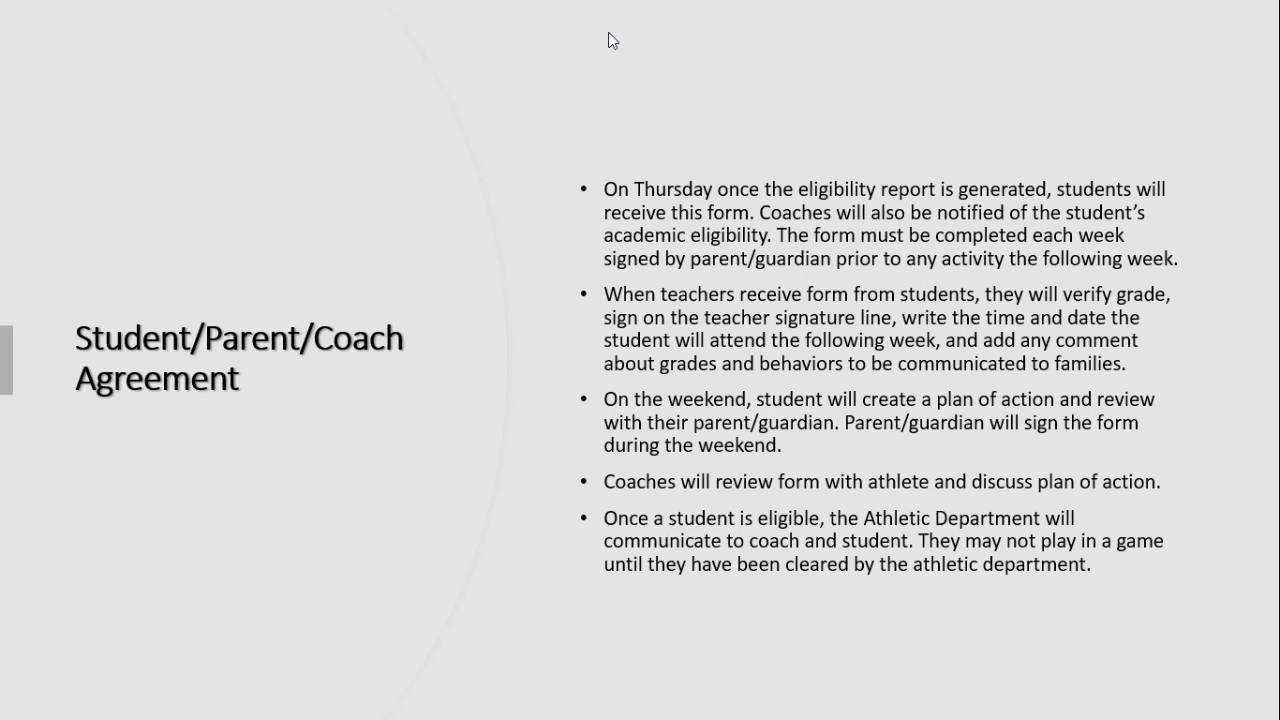 Student/Parent/Coach
Agreement
• On Thursday once the eligibility report is generated, students will
receive this form. Coaches will also be notified of the student’s
academic eligibility. The form must be completed each week
signed by parent/guardian prior to any activity the following week.
• When teachers receive form from students, they will verify grade,
sign on the teacher signature line, write the time and date the
student will attend the following week, and add any comment
about grades and behaviors to be communicated to families.
• On the weekend, student will create a plan of action and review
with their parent/guardian. Parent/guardian will sign the form
during the weekend.
• Coaches will review form with athlete and discuss plan of action.
• Once a student is eligible, the Athletic Department will
communicate to coach and student. They may not play in a game
until they have been cleared by the athletic department.